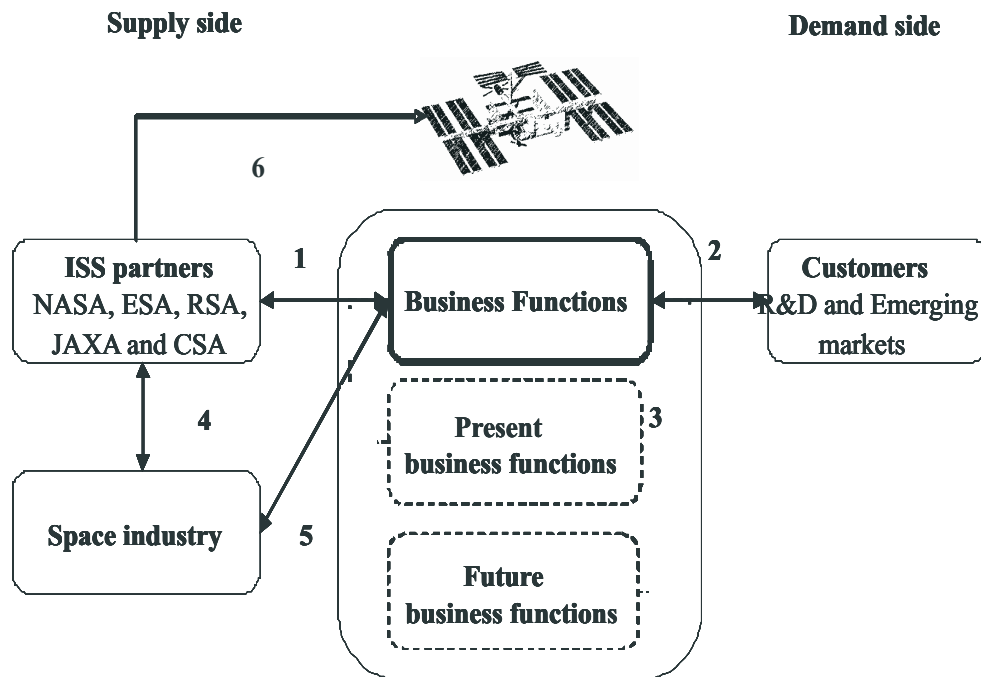 Supply side
Demand side
6
ISS partners
NASA, ESA, RSA,
JAXA and CSA
1
Business Functions
2
Customers
R&D and Emerging
markets
4
Present
business functions
3
Space industry
5
Future
business functions